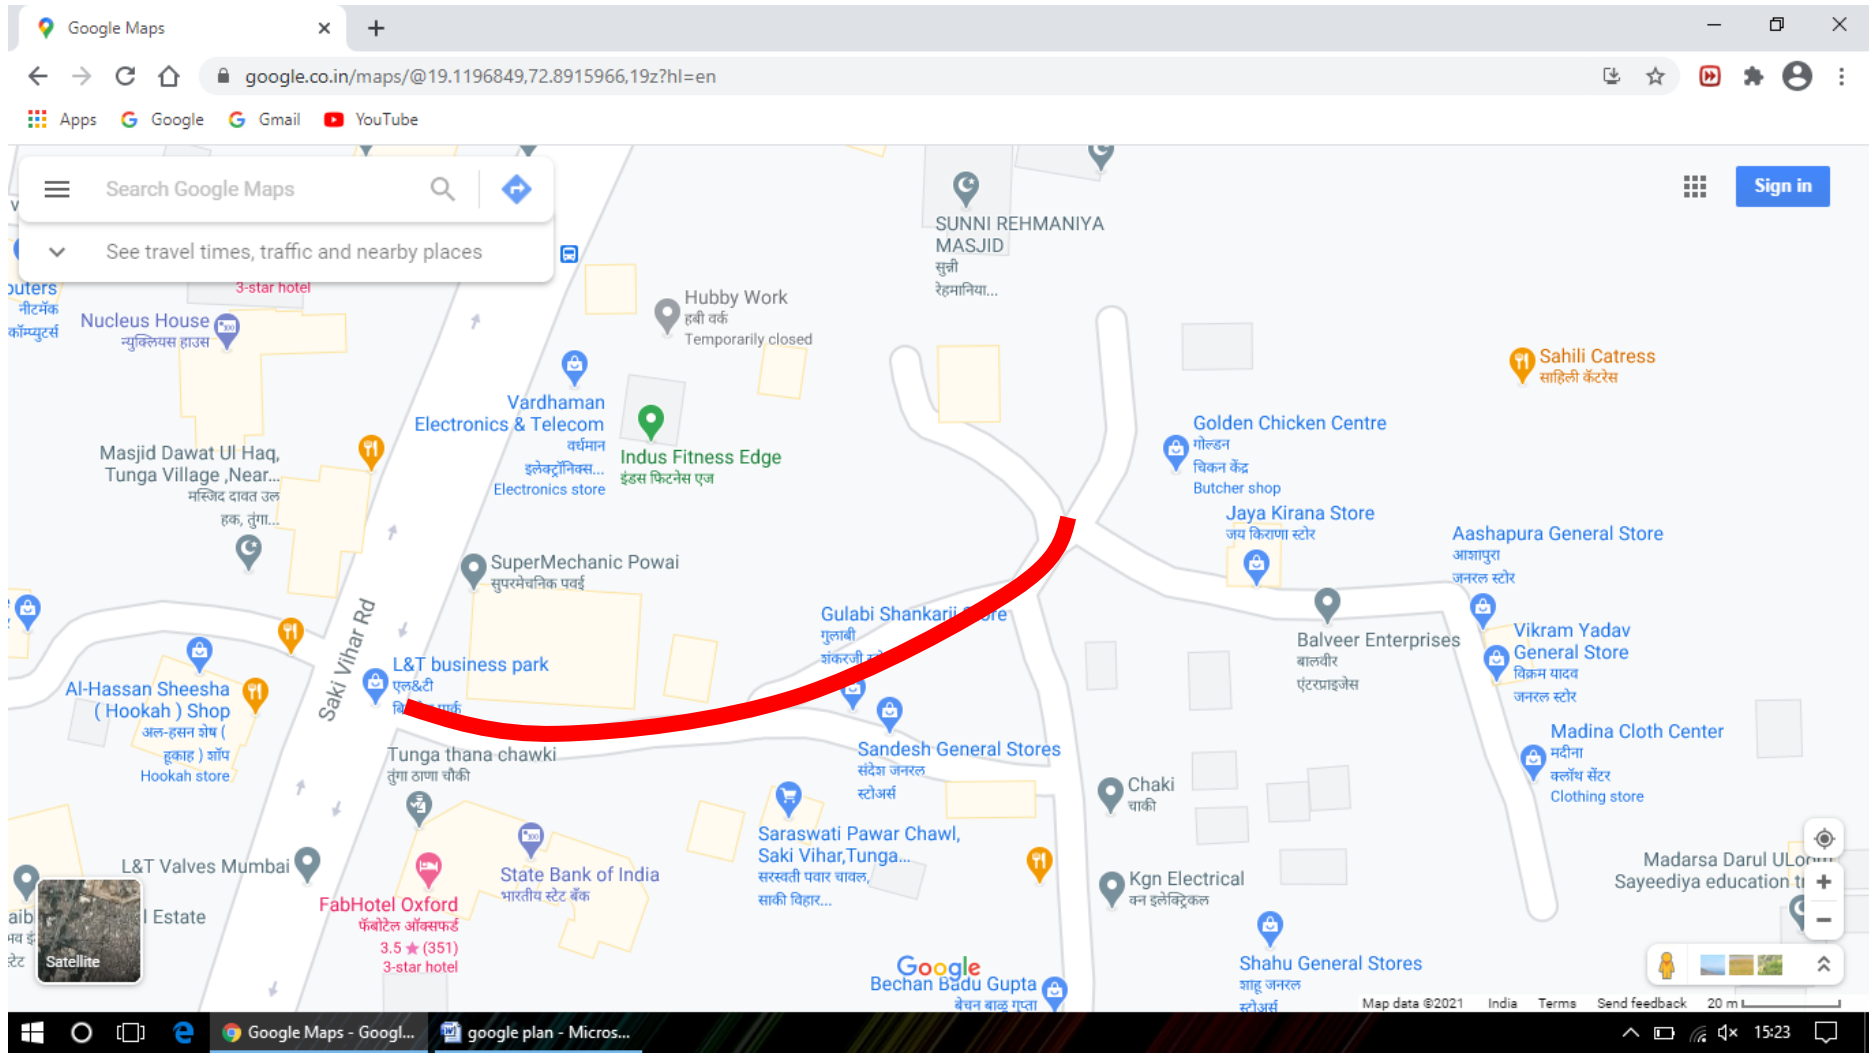 Google Maps
google.co.in/maps/@19.1196849,72.8915966,19z?hl=en
Apps
Google
Gmail
YouTube
Search Google Maps
See travel times, traffic and nearby places
Sign in
SUNNI REHMANIYA
MASJID
सुन्नी
रेहमानिया...
3-star hotel
outers
नीटमॅक
कॉम्प्युटर्स
Nucleus House
न्युक्लियस हाउस
Hubby Work
हबी वर्क
Temporarily closed
Sahili Catress
साहिली कॅटरेस
Vardhaman
Electronics & Telecom
वर्धमान
इलेक्ट्रॉनिक्स...
Electronics store
Indus Fitness Edge
इंडस फिटनेस एज
Golden Chicken Centre
गोल्डन
चिकन केंद्र
Butcher shop
Masjid Dawat Ul Haq,
Tunga Village ,Near...
मस्जिद दावत उल
हक, तुंगा...
Jaya Kirana Store
जय किराणा स्टोर
Aashapura General Store
आशापुरा
जनरल स्टोर
SuperMechanic Powai
सुपरमेचनिक पवई
Saki Vihar Rd
Gulabi Shankarji
गुलाबी
शंकरजी
Balveer Enterprises
बालवीर
एंटरप्राइजेस
Vikram Yadav
General Store
विक्रम यादव
जनरल स्टोर
L&T business park
एल&टी
पार्क
Al-Hassan Sheesha
( Hookah ) Shop
अल-हसन शेष (
हूकाह ) शॉप
Hookah store
Tunga thana chawki
तुंगा ठाणा चौकी
Sandesh General Stores
संदेश जनरल
स्टोअर्स
Madina Cloth Center
मदीना
क्लॉथ सेंटर
Clothing store
Chaki
चाकी
Saraswati Pawar Chawl,
Saki Vihar,Tunga...
सरस्वती पवार चावल,
साकी विहार...
L&T Valves Mumbai
State Bank of India
भारतीय स्टेट बँक
Kgn Electrical
क्न इलेक्ट्रिकल
Madarsa Darul ULoom
Sayeediya education
FabHotel Oxford
फॅबोटेल ऑक्सफर्ड
3.5 ★ (351)
3-star hotel
l Estate
Satellite
Google
Bechan Badu Gupta
बेचन बाळू गुप्ता
Shahu General Stores
शाहू जनरल
स्टोअर्स
Map data ©2021 India Terms Send feedback 20 m
Google Maps - Googl...
google plan - Micros...
15:23